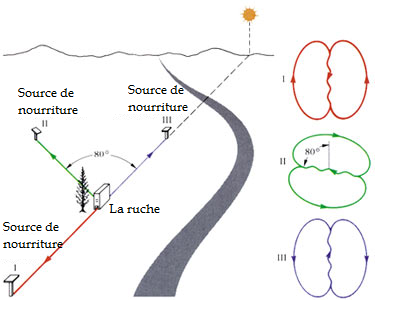 Source de
nourriture
II
Source de
nourriture
III
80°
La ruche
Source de
nourriture
I
I
II
80°
III